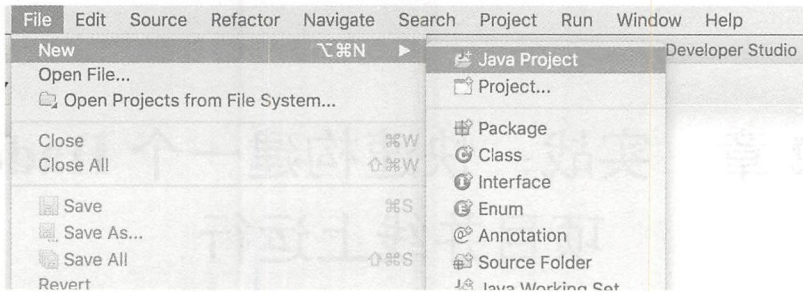 File Edit Source Refactor Navigate Search Project Run Window Help
New ⌥⌘N ▶ Java Project Developer Studio
Open File... Project...
Open Projects from File System...
Package
Close ⌘W Class
Close All ⇧⌘W Interface
Save ⌘S Enum
Save As... Annotation
Save All ⇧⌘S Source Folder
Revert Java Working Set